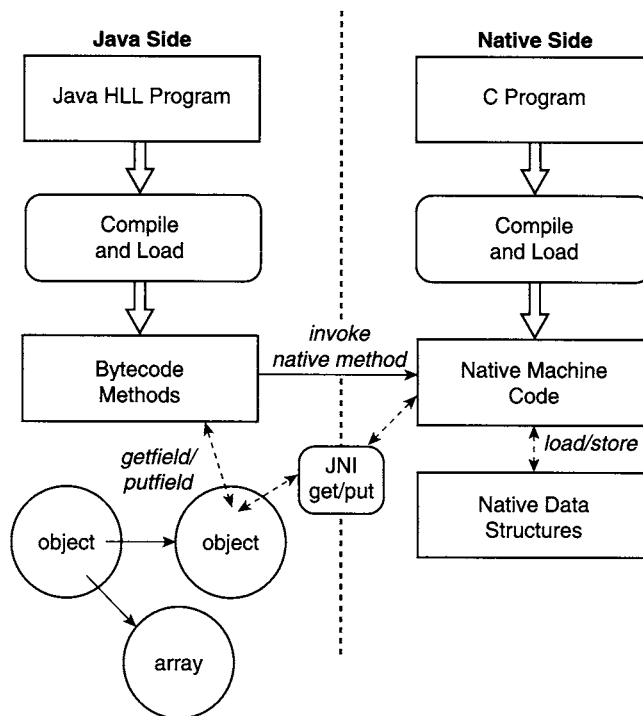 Java Side
Native Side
Java HLL Program
C Program
Compile
and Load
Compile
and Load
invoke
native method
Bytecode
Methods
Native Machine
Code
getfield/
putfield
JNI
get/put
load/store
object
object
Native Data
Structures
array